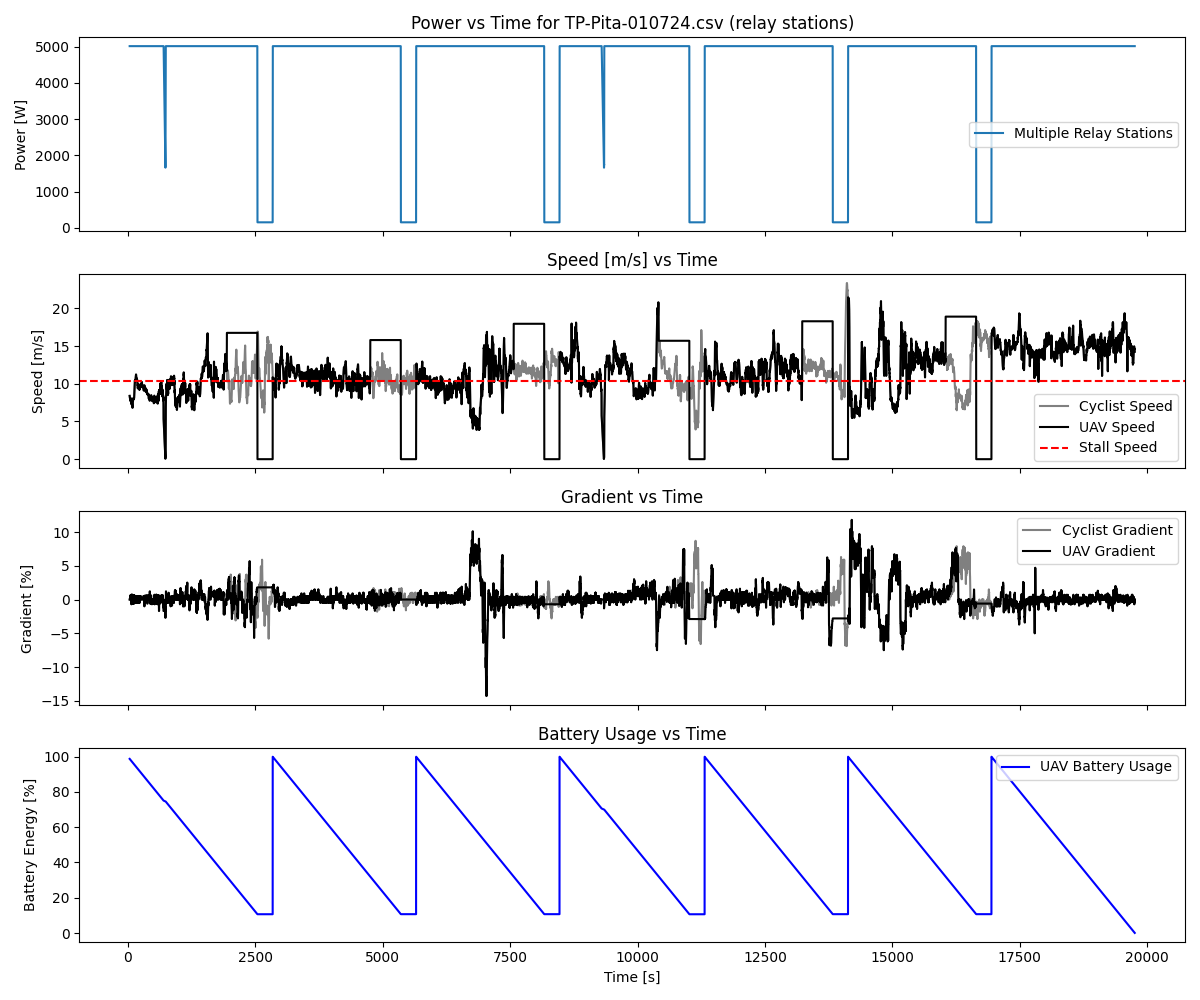 Power vs Time for TP-Pita-010724.csv (relay stations)
Power [W]
5000
4000
3000
2000
1000
0
Multiple Relay Stations
Speed [m/s] vs Time
Speed [m/s]
20
15
10
5
0
Cyclist Speed
UAV Speed
Stall Speed
Gradient vs Time
Gradient [%]
10
5
0
−5
−10
−15
Cyclist Gradient
UAV Gradient
Battery Usage vs Time
Battery Energy [%]
100
80
60
40
20
0
UAV Battery Usage
0 2500 5000 7500 10000 12500 15000 17500 20000
Time [s]